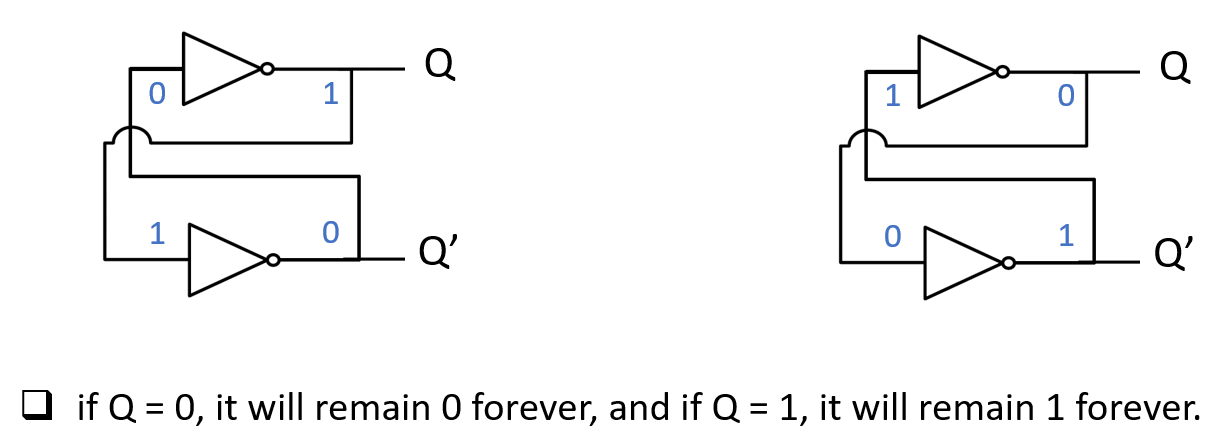 Q
0
1
1
0
Q’
Q
1
0
0
1
Q’
❑ if Q = 0, it will remain 0 forever, and if Q = 1, it will remain 1 forever.